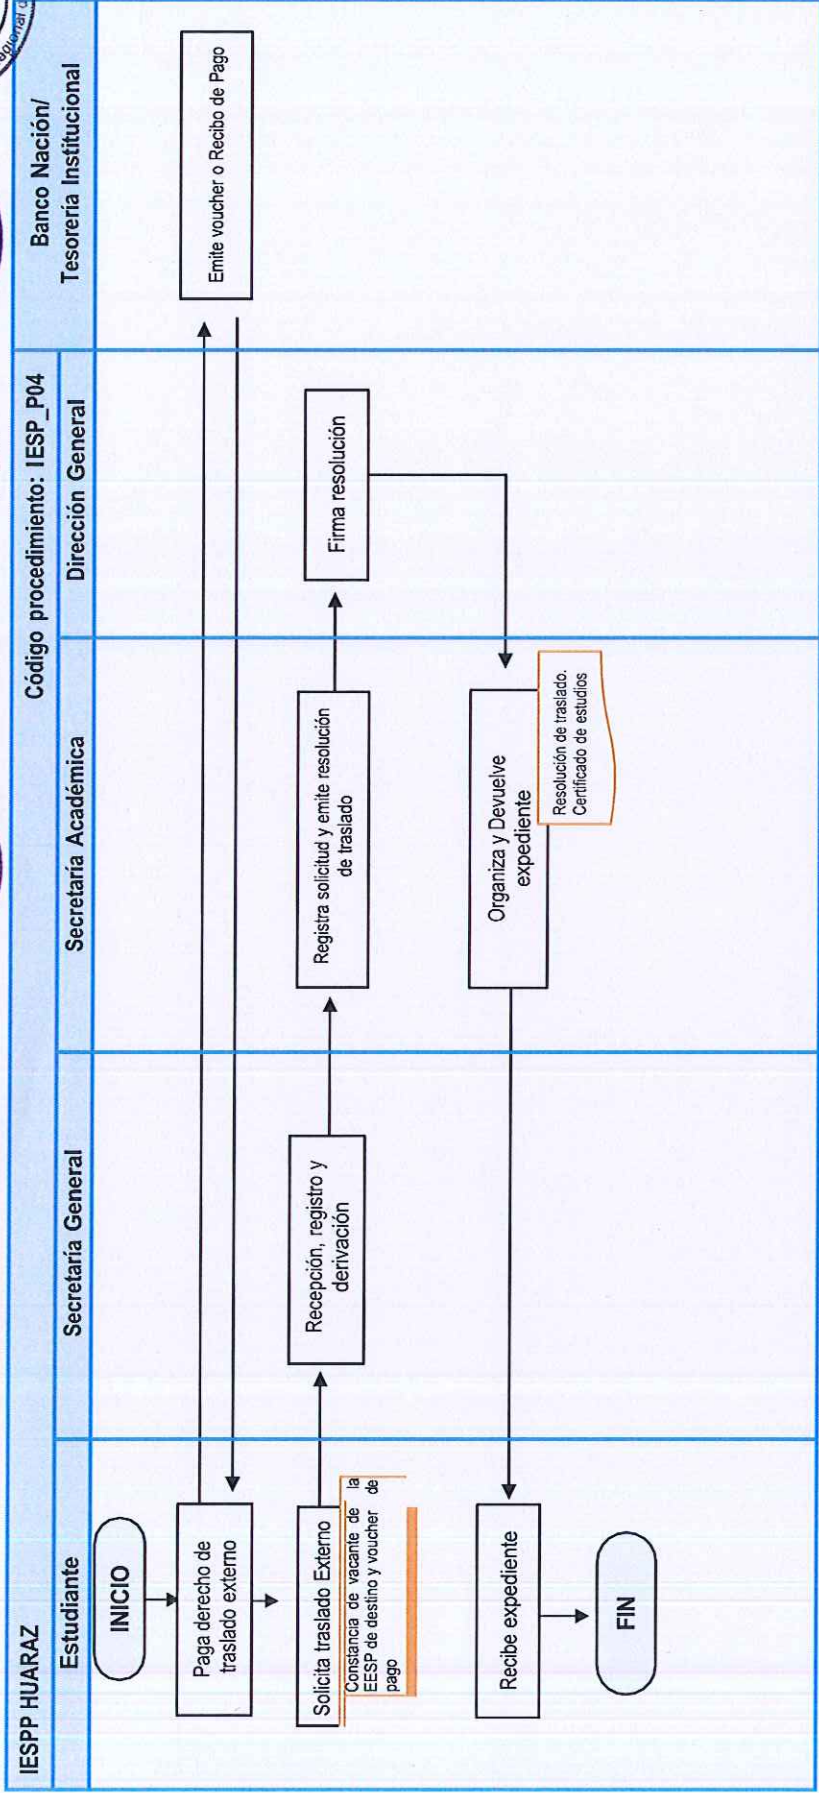 IESPP HUARAZ
Código procedimiento: IESP_P04
Estudiante
Secretaría General
Secretaría Académica
Dirección General
Banco Nación/
Tesorería Institucional
INICIO
Paga derecho de
traslado externo
Emite voucher o Recibo de Pago
Solicita traslado Externo
Constancia de vacante de la
EESP de destino y voucher de
pago
Recepción, registro y
derivación
Registra solicitud y emite resolución
de traslado
Firma resolución
Organiza y Devuelve
expediente
Resolución de traslado.
Certificado de estudios
Recibe expediente
FIN